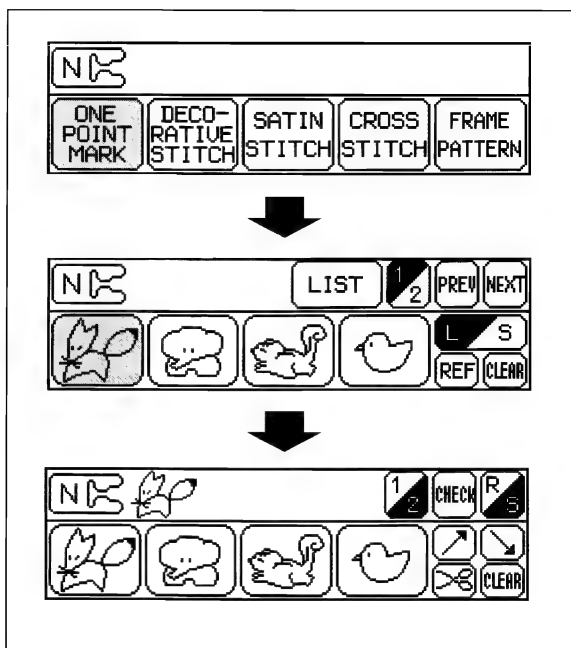 N
ONE POINT MARK
DECO-RATIVE STITCH
SATIN STITCH
CROSS STITCH
FRAME PATTERN
N
LIST
1 2
PREV
NEXT
L S
REF
CLEAR
N
1 2
CHECK
R S
CLEAR